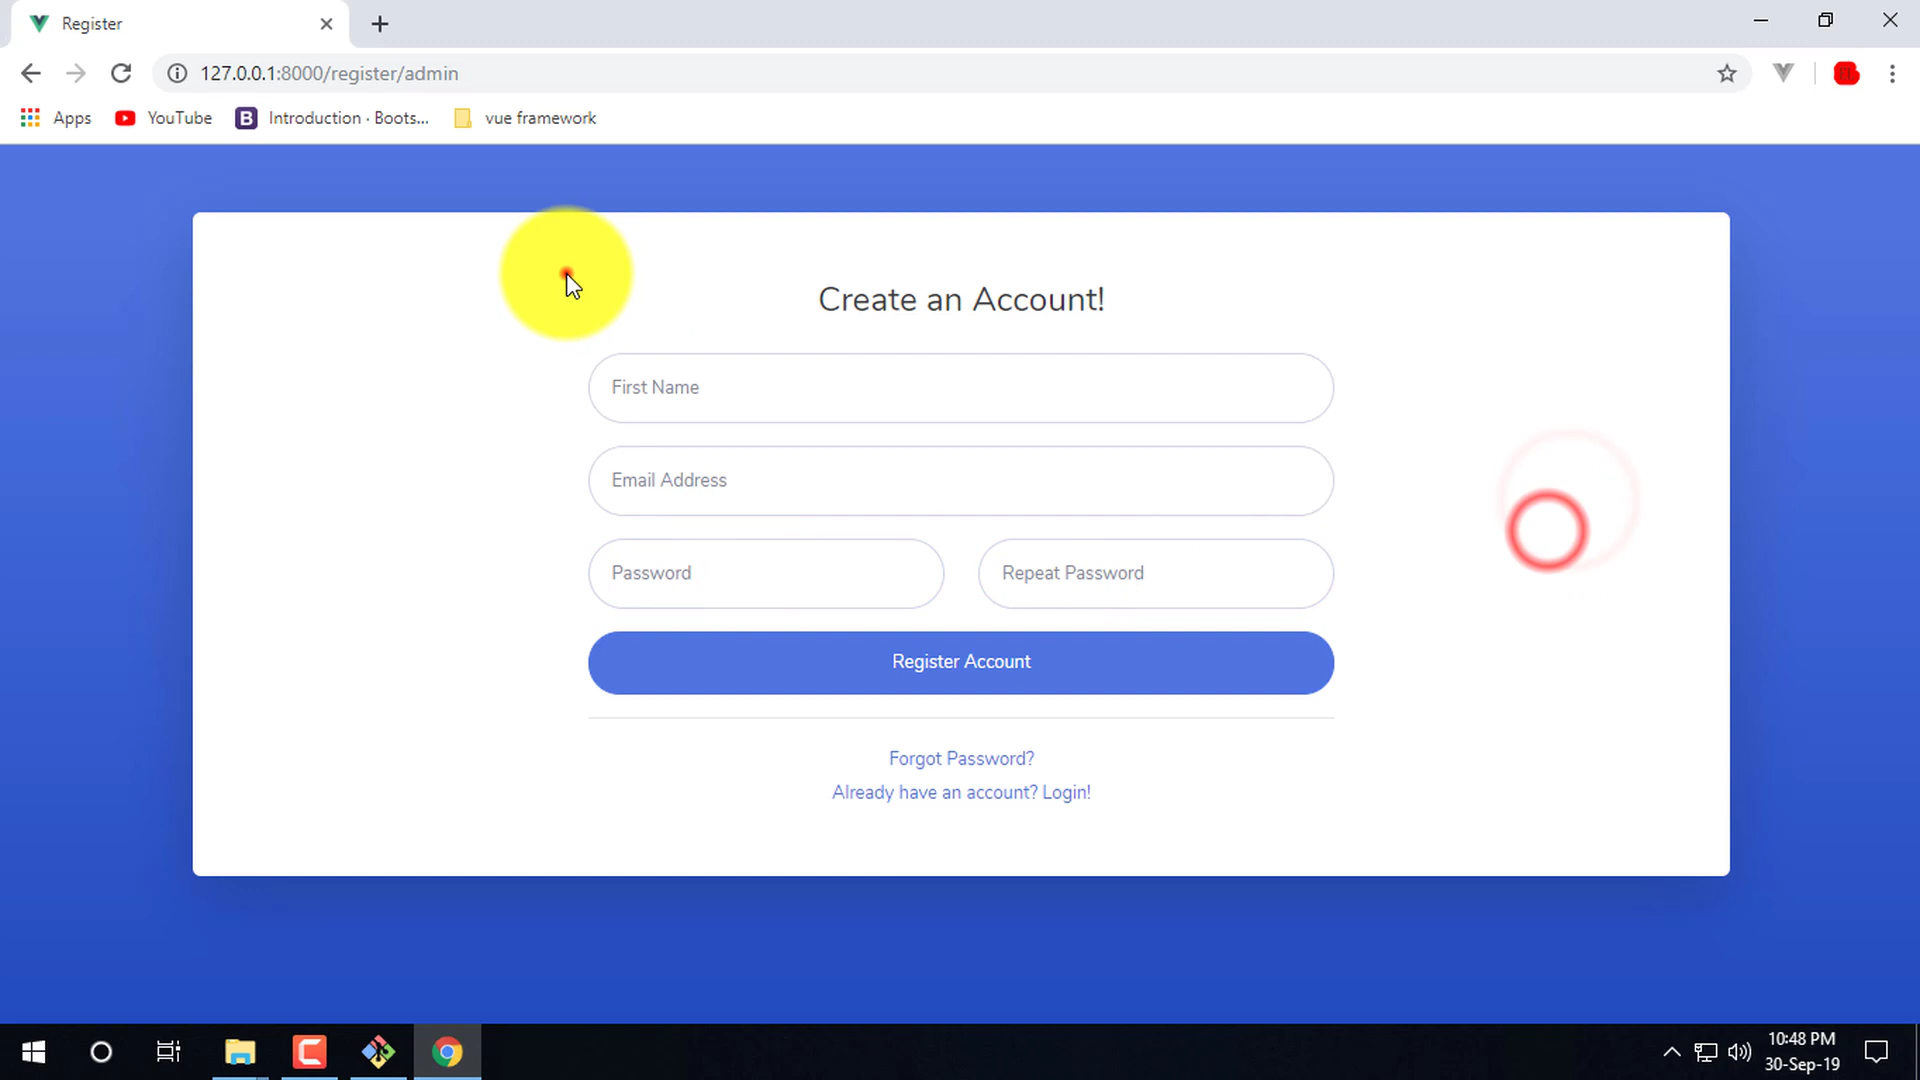 Register
127.0.0.1:8000/register/admin
Apps YouTube Introduction · Boots... vue framework
Create an Account!
First Name
Email Address
Password Repeat Password
Register Account
Forgot Password?
Already have an account? Login!
10:48 PM
30-Sep-19